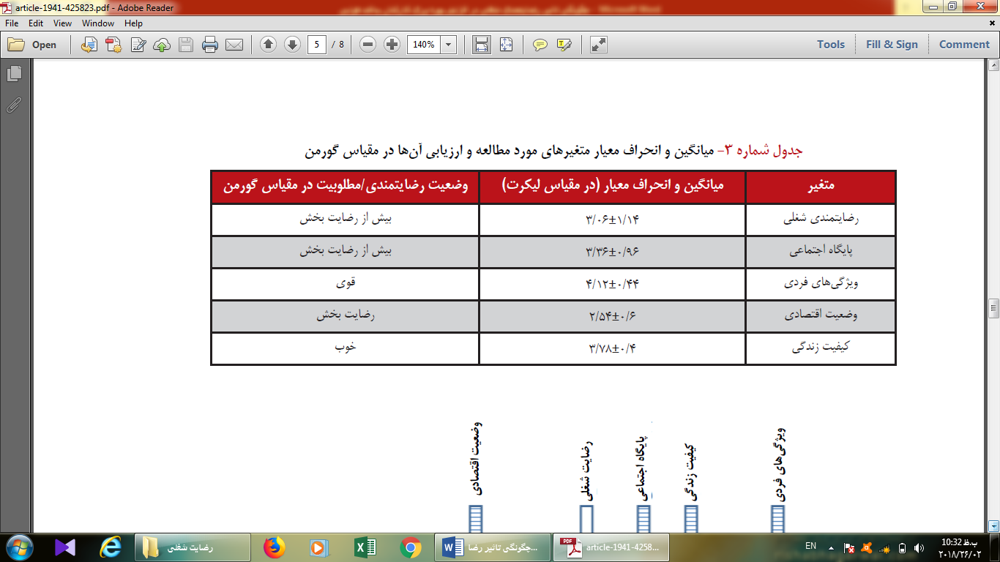 article-1941-425823.pdf - Adobe Reader
File Edit View Window Help
Open 5 / 8 140% Tools Fill & Sign Comment
جدول شماره ۳- میانگین و انحراف معیار متغیرهای مورد مطالعه و ارزیابی آن‌ها در مقیاس گورمن
متغیر میانگین و انحراف معیار (در مقیاس لیکرت) وضعیت رضایتمندی/مطلوبیت در مقیاس گورمن
رضایتمندی شغلی ۳/۰۶±۱/۱۴ بیش از رضایت بخش
پایگاه اجتماعی ۳/۳۶±۰/۹۶ بیش از رضایت بخش
ویژگی‌های فردی ۴/۱۲±۰/۴۴ قوی
وضعیت اقتصادی ۲/۵۴±۰/۶ رضایت بخش
کیفیت زندگی ۳/۷۸±۰/۴ خوب
وضعیت اقتصادی
رضایت شغلی
پایگاه اجتماعی
کیفیت زندگی
ویژگی‌های فردی
رضایت شغلی
چگونگی تاثیر رضا...
article-1941-4258...
EN
10:32 ب.ظ
۲۰۱۸/۲۶/۰۲